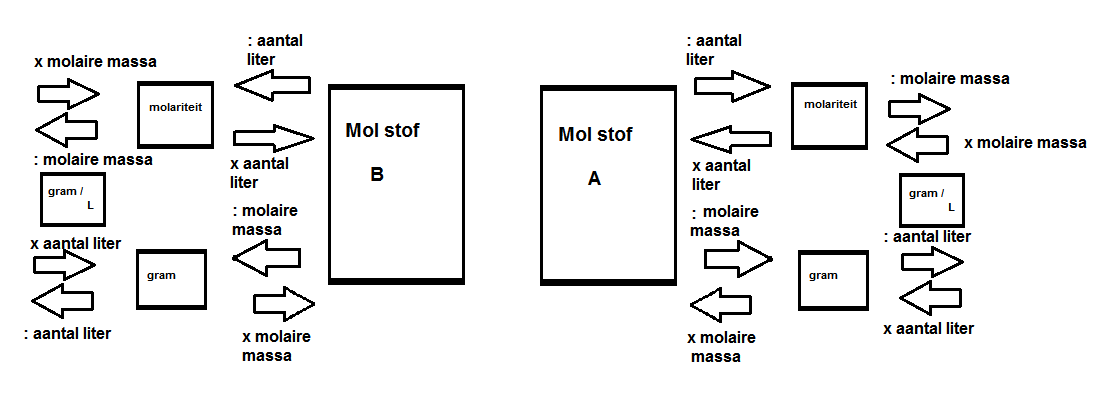 x molaire massa
: aantal
liter
molariteit
: molaire massa
x aantal
liter
gram /
L
: molaire
massa
x aantal liter
gram
: aantal liter
x molaire
massa
Mol stof
B
Mol stof
A
: aantal
liter
molariteit
: molaire massa
x molaire massa
x aantal
liter
gram /
L
: molaire
massa
: aantal liter
gram
x aantal liter
x molaire
massa